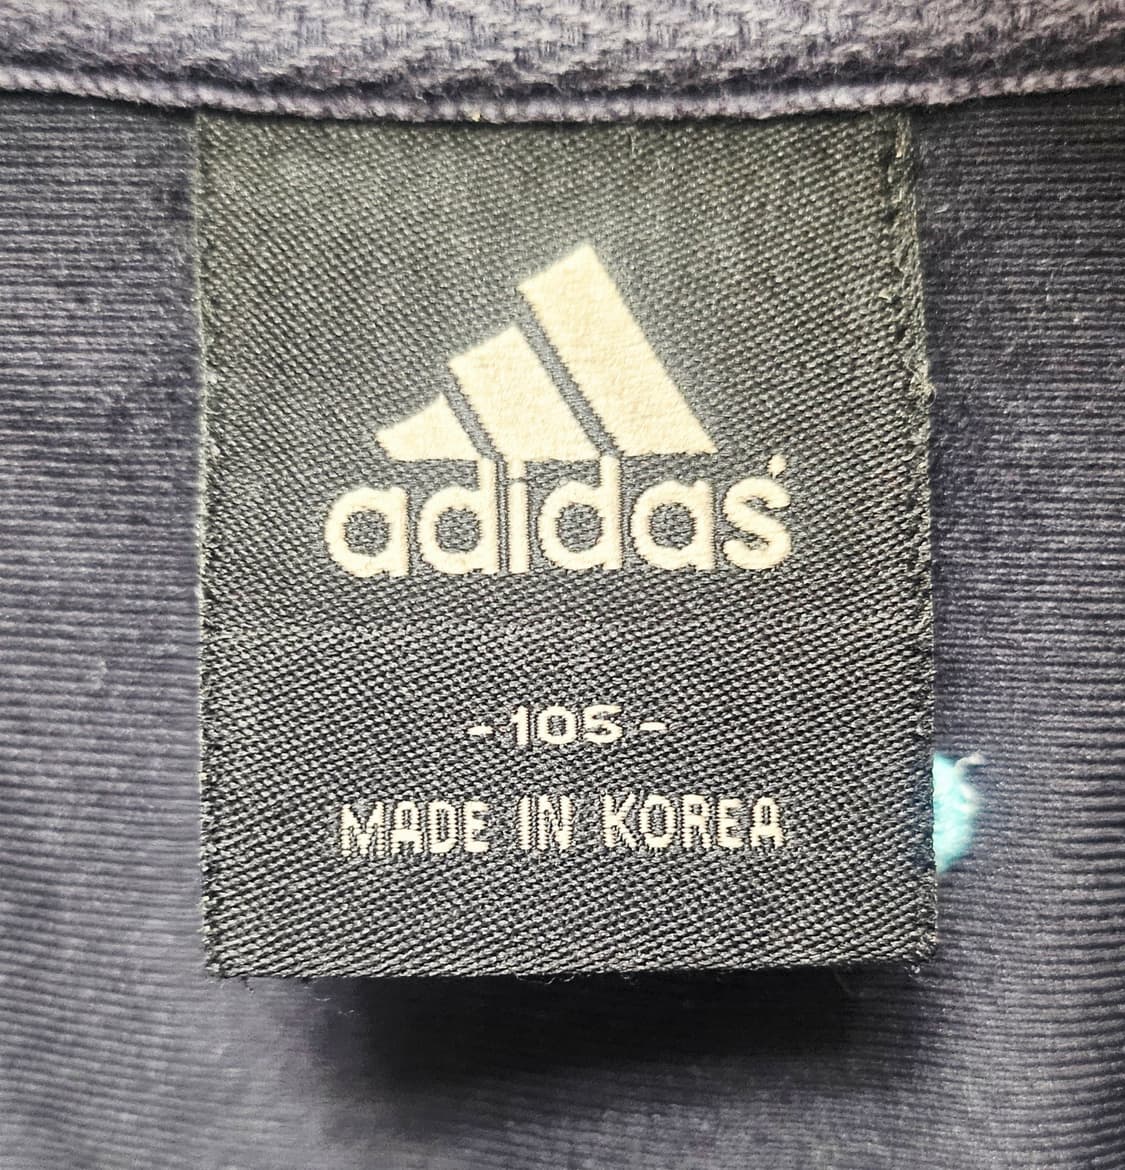 adidas
-105-
MADE IN KOREA